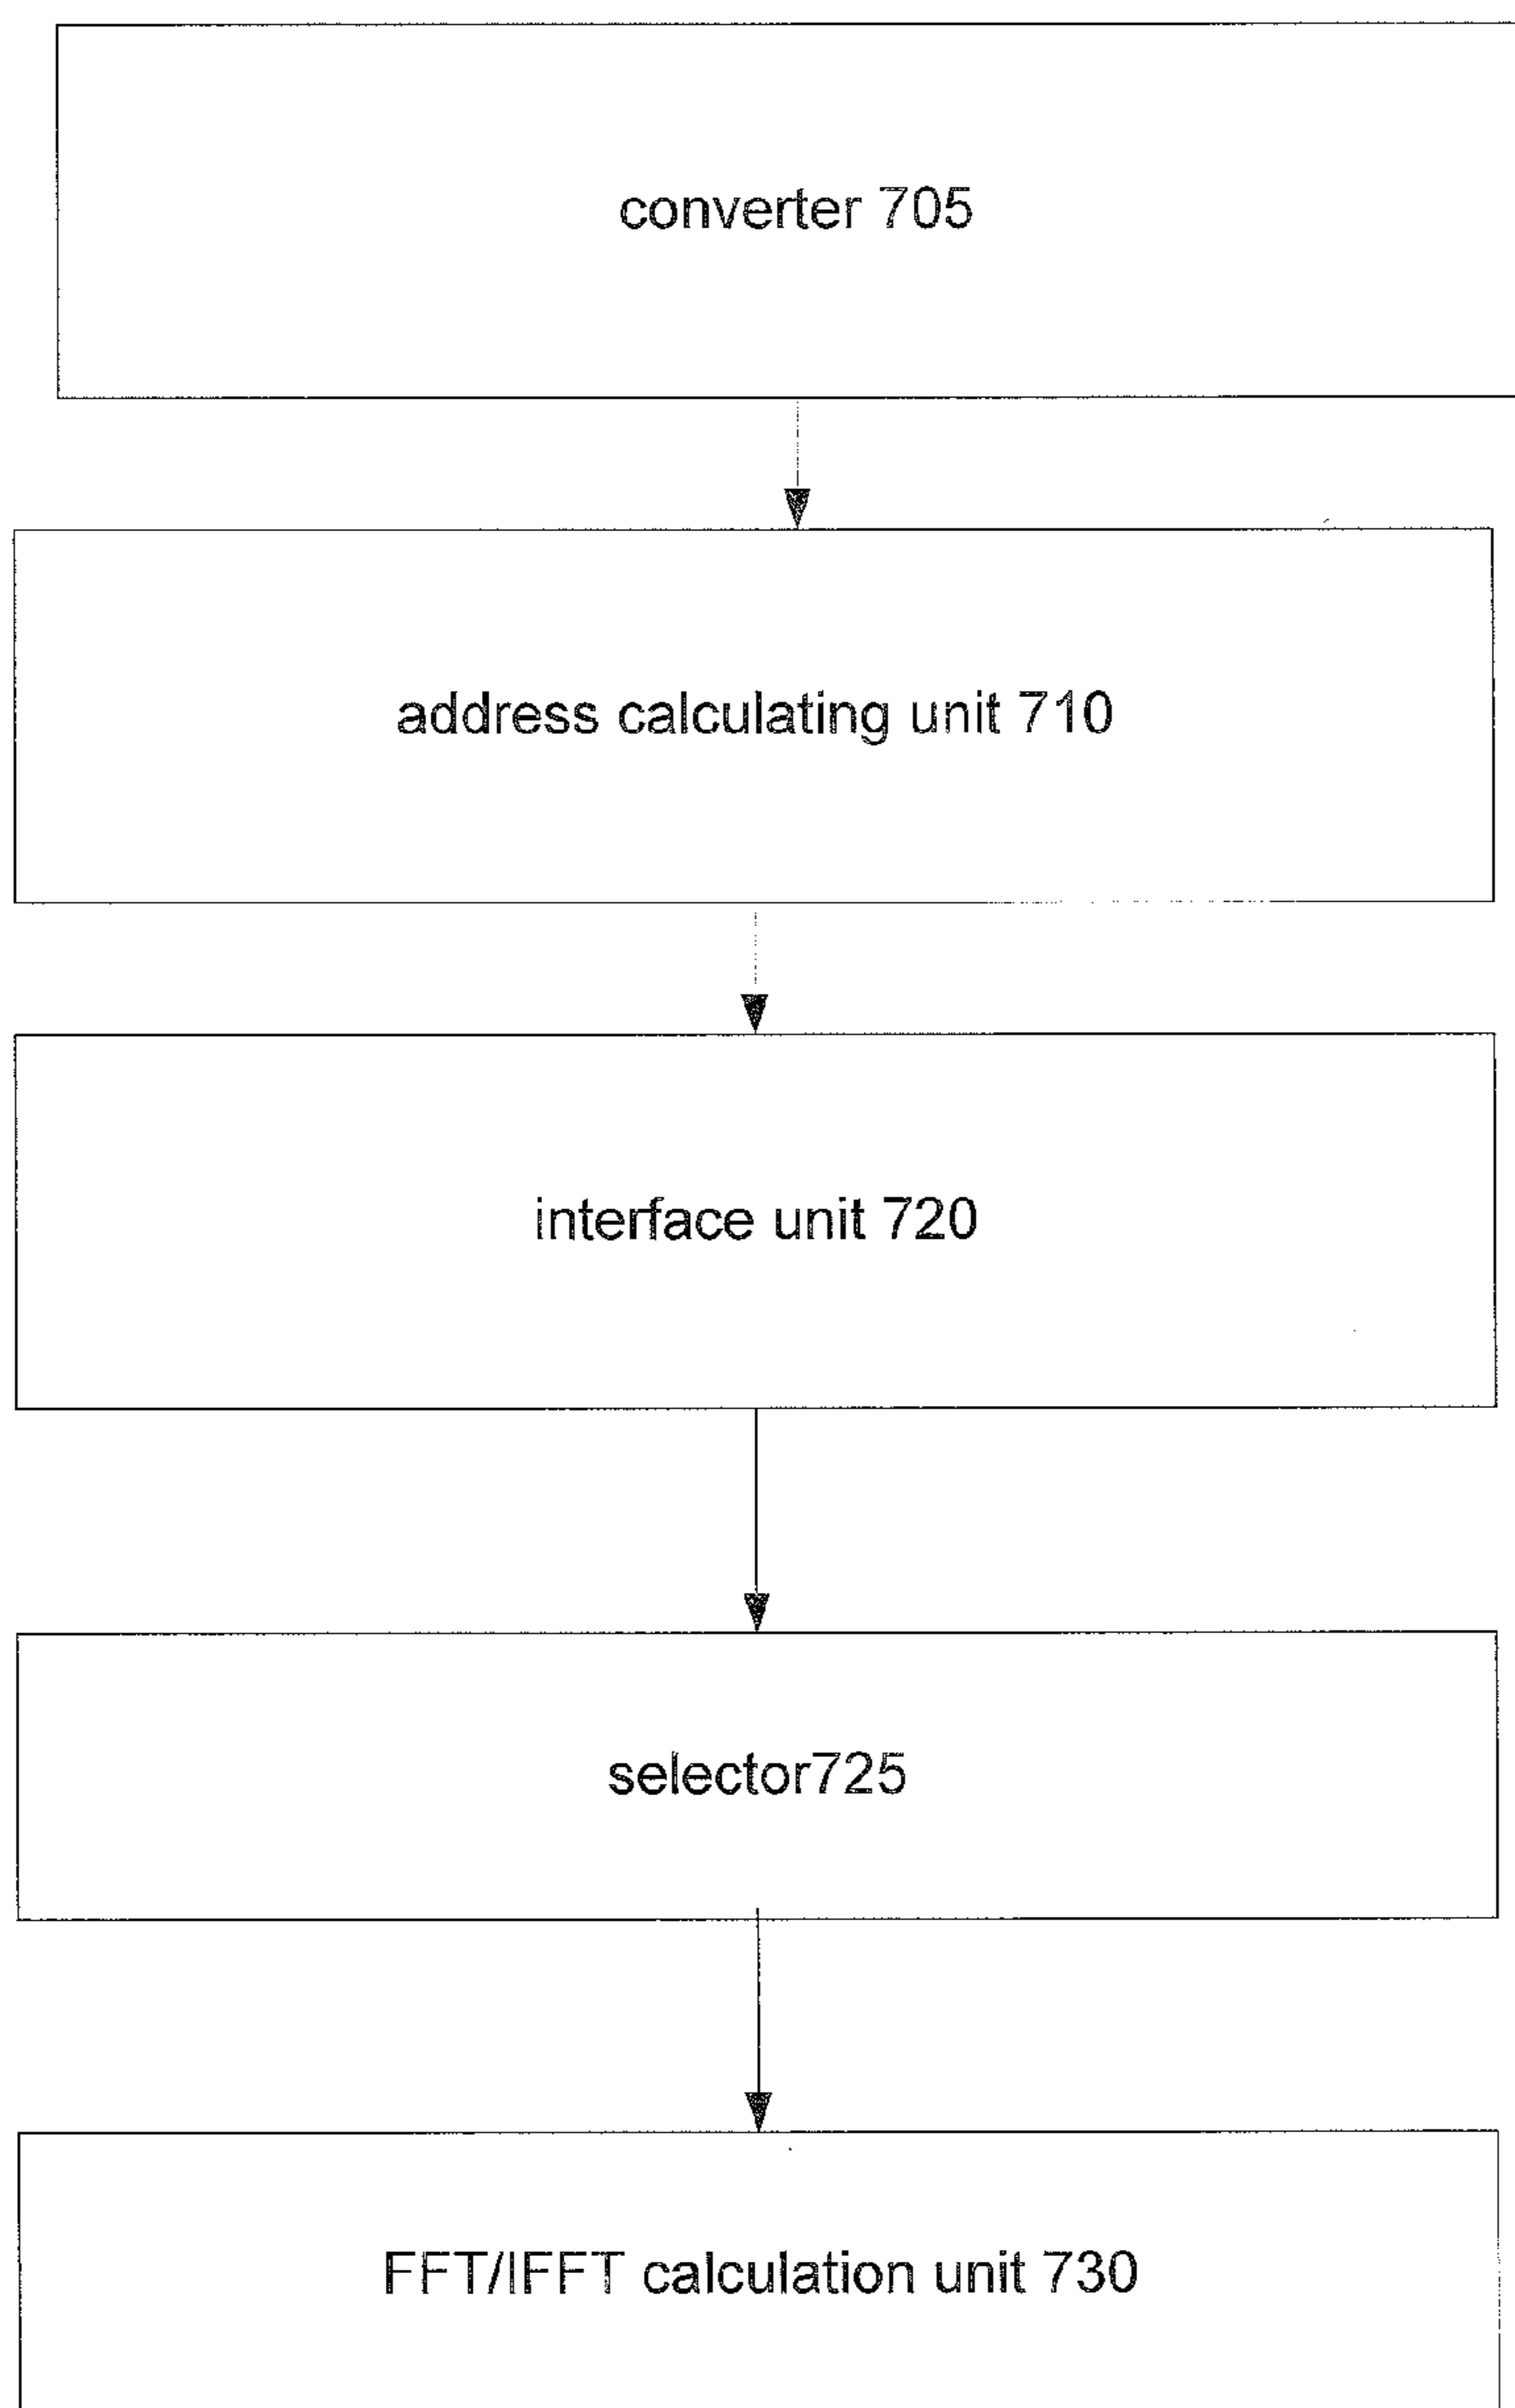 converter 705
address calculating unit 710
interface unit 720
selector725
FFT/IFFT calculation unit 730